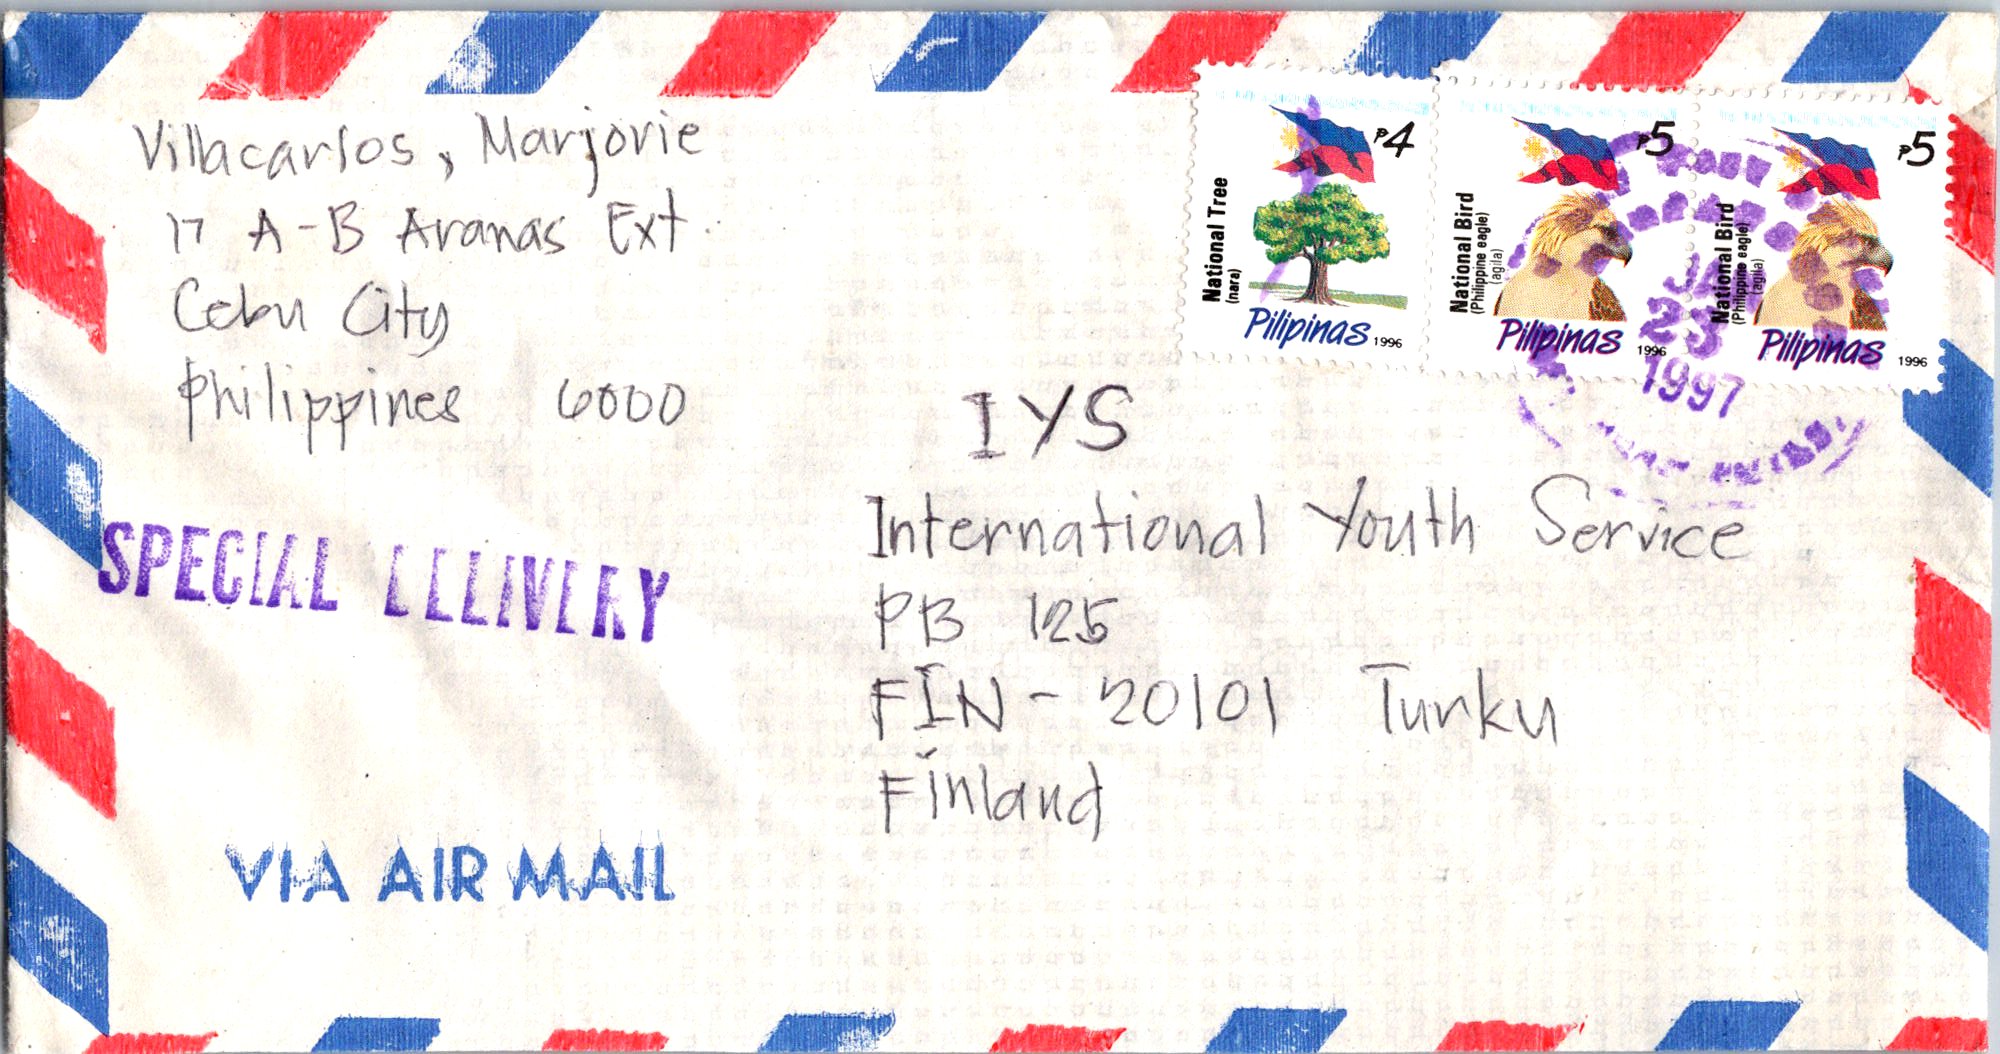 Villacarlos, Marjorie
17 A-B Aranas Ext.
Cebu City
Philippines 6000
₱4
National Tree
(nara)
Pilipinas 1996
₱5
National Bird
(Philippine eagle)
(agila)
Pilipinas 1996
₱5
National Bird
(Philippine eagle)
(agila)
Pilipinas 1996
23
1997
IYS
International Youth Service
PB 125
FIN - 20101 Turku
Finland
SPECIAL DELIVERY
VIA AIR MAIL